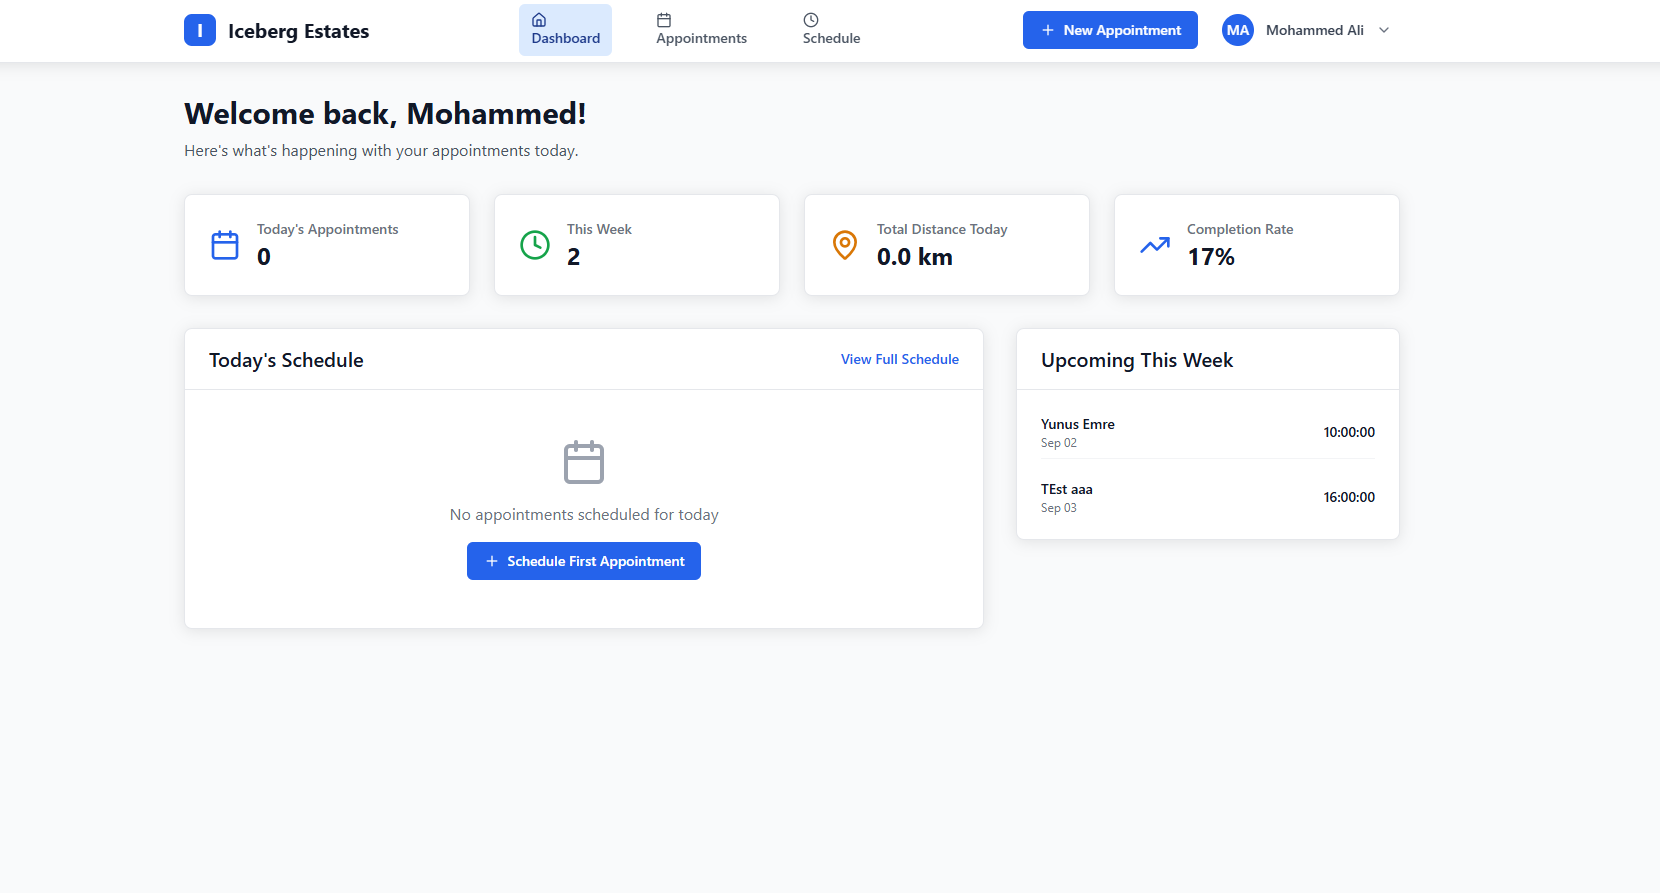 I Iceberg Estates
Dashboard
Appointments
Schedule
New Appointment
MA Mohammed Ali
Welcome back, Mohammed!
Here's what's happening with your appointments today.
Today's Appointments
0
This Week
2
Total Distance Today
0.0 km
Completion Rate
17%
Today's Schedule
View Full Schedule
No appointments scheduled for today
Schedule First Appointment
Upcoming This Week
Yunus Emre
Sep 02
10:00:00
TEst aaa
Sep 03
16:00:00